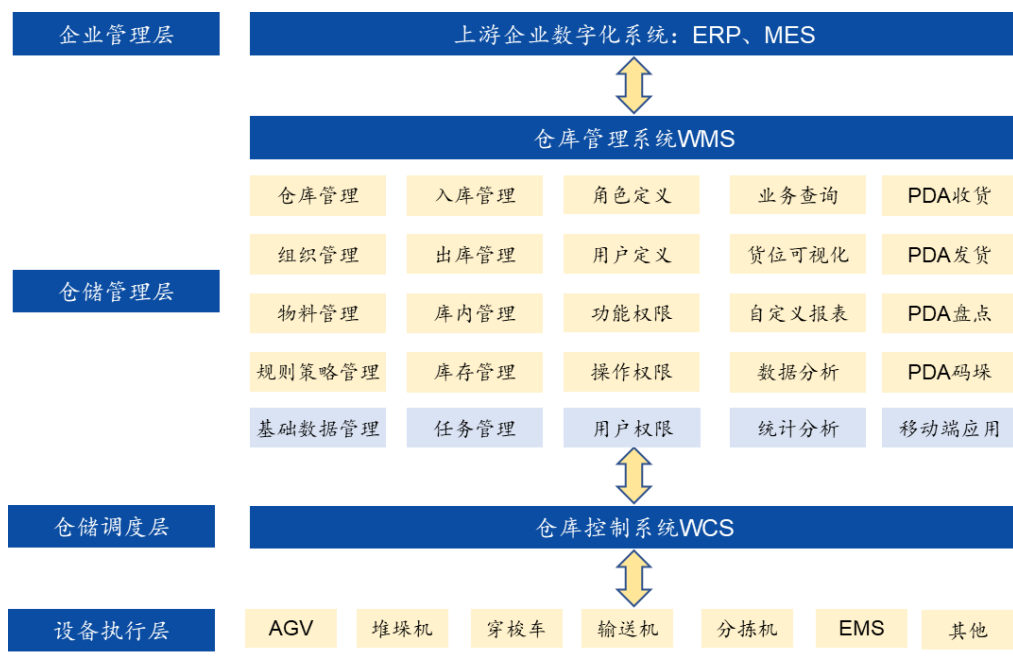 企业管理层
上游企业数字化系统：ERP、MES
仓库管理系统WMS
仓库管理
入库管理
角色定义
业务查询
PDA收货
组织管理
出库管理
用户定义
货位可视化
PDA发货
仓储管理层
物料管理
库内管理
功能权限
自定义报表
PDA盘点
规则策略管理
库存管理
操作权限
数据分析
PDA码垛
基础数据管理
任务管理
用户权限
统计分析
移动端应用
仓储调度层
仓库控制系统WCS
设备执行层
AGV
堆垛机
穿梭车
输送机
分拣机
EMS
其他